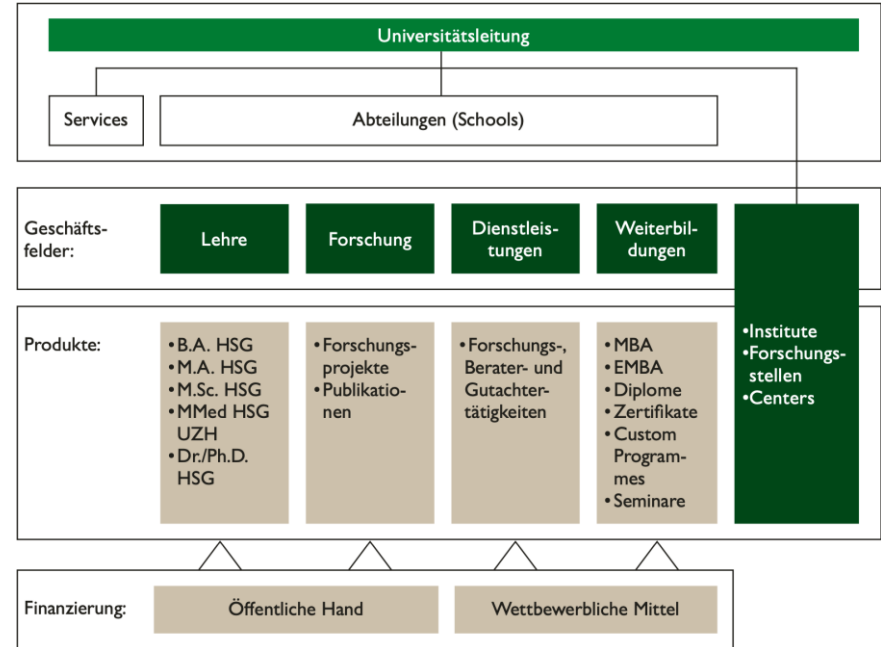 Universitätsleitung
Services
Abteilungen (Schools)
Geschäfts-
felder:
Lehre
Forschung
Dienstleis-
tungen
Weiterbil-
dungen
Produkte:
•B.A. HSG
•M.A. HSG
•M.Sc. HSG
•MMed HSG
UZH
•Dr./Ph.D.
HSG
•Forschungs-
projekte
•Publikatio-
nen
•Forschungs-,
Berater- und
Gutachter-
tätigkeiten
•MBA
•EMBA
•Diplome
•Zertifikate
•Custom
Program-
mes
•Seminare
•Institute
•Forschungs-
stellen
•Centers
Finanzierung:
Öffentliche Hand
Wettbewerbliche Mittel